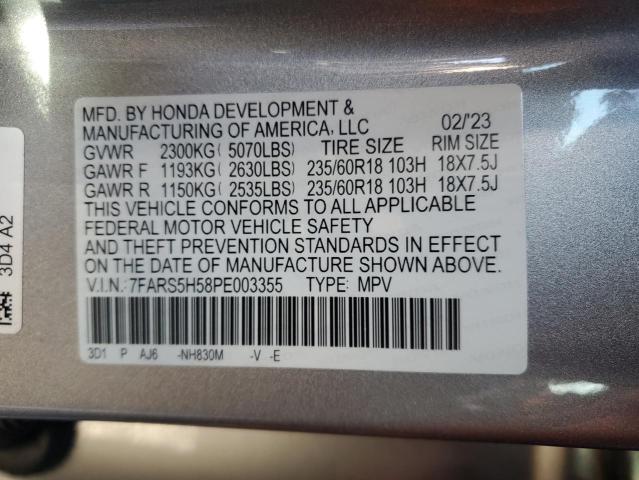 MFD. BY HONDA DEVELOPMENT &
MANUFACTURING OF AMERICA, LLC 02/'23
GVWR 2300KG( 5070LBS) TIRE SIZE RIM SIZE
GAWR F 1193KG( 2630LBS) 235/60R18 103H 18X7.5J
GAWR R 1150KG( 2535LBS) 235/60R18 103H 18X7.5J
THIS VEHICLE CONFORMS TO ALL APPLICABLE
FEDERAL MOTOR VEHICLE SAFETY
AND THEFT PREVENTION STANDARDS IN EFFECT
ON THE DATE OF MANUFACTURE SHOWN ABOVE.
V.I.N.:7FARS5H58PE003355 TYPE: MPV
3D1 P AJ6 -NH830M -V -E
3D4 A2